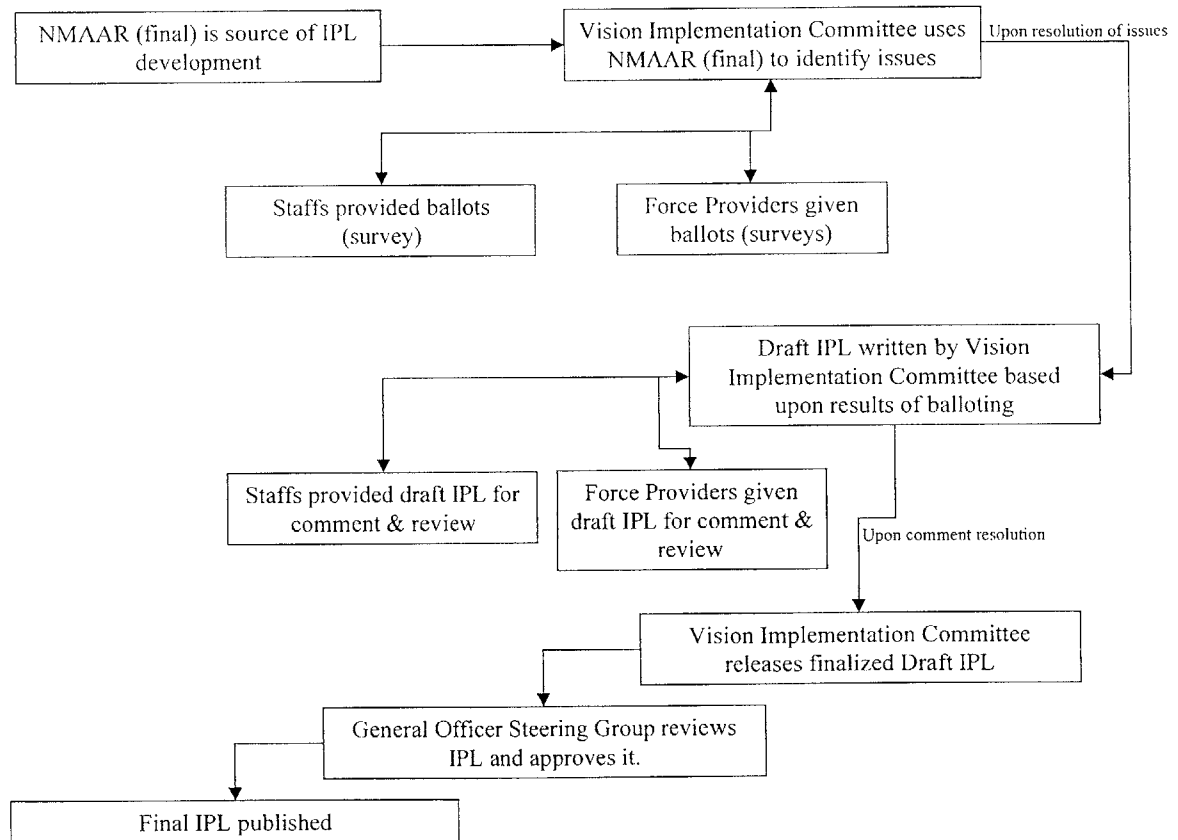 NMAAR (final) is source of IPL
development
Vision Implementation Committee uses
NMAAR (final) to identify issues
Upon resolution of issues
Staffs provided ballots
(survey)
Force Providers given
ballots (surveys)
Draft IPL written by Vision
Implementation Committee based
upon results of balloting
Staffs provided draft IPL for
comment & review
Force Providers given
draft IPL for comment &
review
Upon comment resolution
Vision Implementation Committee
releases finalized Draft IPL
General Officer Steering Group reviews
IPL and approves it.
Final IPL published